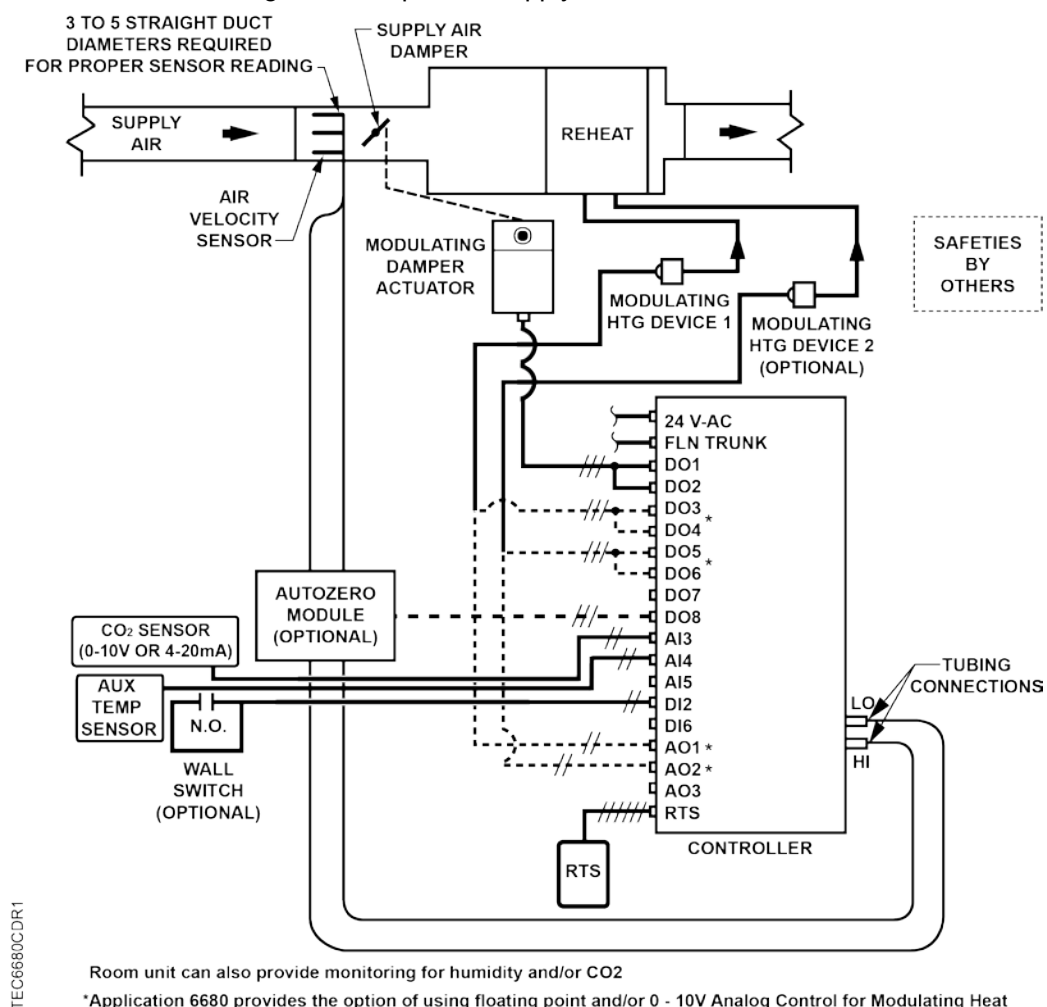 3 TO 5 STRAIGHT DUCT
DIAMETERS REQUIRED
FOR PROPER SENSOR READING
SUPPLY AIR
DAMPER
SUPPLY
AIR
REHEAT
AIR
VELOCITY
SENSOR
MODULATING
DAMPER
ACTUATOR
MODULATING
HTG DEVICE 1
MODULATING
HTG DEVICE 2
(OPTIONAL)
SAFETIES
BY
OTHERS
24 V-AC
FLN TRUNK
DO1
DO2
DO3
DO4 *
DO5
DO6 *
DO7
DO8
AI3
AI4
AI5
DI2
DI6
AO1 *
AO2 *
AO3
RTS
CONTROLLER
AUTOZERO
MODULE
(OPTIONAL)
CO2 SENSOR
(0-10V OR 4-20mA)
AUX
TEMP
SENSOR
N.O.
WALL
SWITCH
(OPTIONAL)
TUBING
CONNECTIONS
LO
HI
RTS
TEC6680CDR1
Room unit can also provide monitoring for humidity and/or CO2
*Application 6680 provides the option of using floating point and/or 0 - 10V Analog Control for Modulating Heat